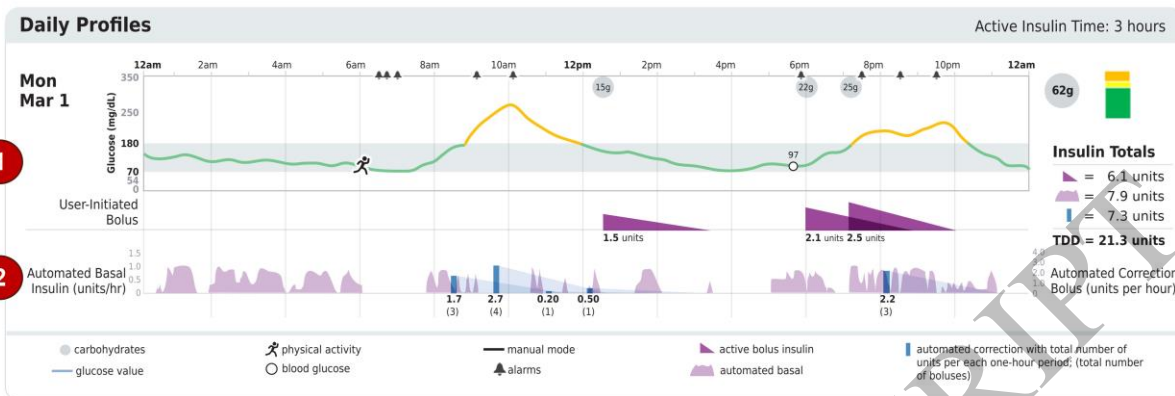 Daily Profiles
Active Insulin Time: 3 hours
12am 2am 4am 6am 8am 10am 12pm 2pm 4pm 6pm 8pm 10pm 12am
Mon
Mar 1
Glucose (mg/dL)
350
250
180
70
54
0
15g 22g 25g
97
62g
1
Insulin Totals
= 6.1 units
= 7.9 units
= 7.3 units
TDD = 21.3 units
User-Initiated
Bolus
1.5 units
2.1 units 2.5 units
2
Automated Basal
Insulin (units/hr)
1.5
1.0
0.5
0
1.7 2.7 0.20 0.50 2.2
(3) (4) (1) (1) (3)
4.0
3.0
2.0
1.0
0
Automated Correction
Bolus (units per hour)
carbohydrates
glucose value
physical activity
blood glucose
manual mode
alarms
active bolus insulin
automated basal
automated correction with total number of
units per each one-hour period; (total number
of boluses)
RIPT